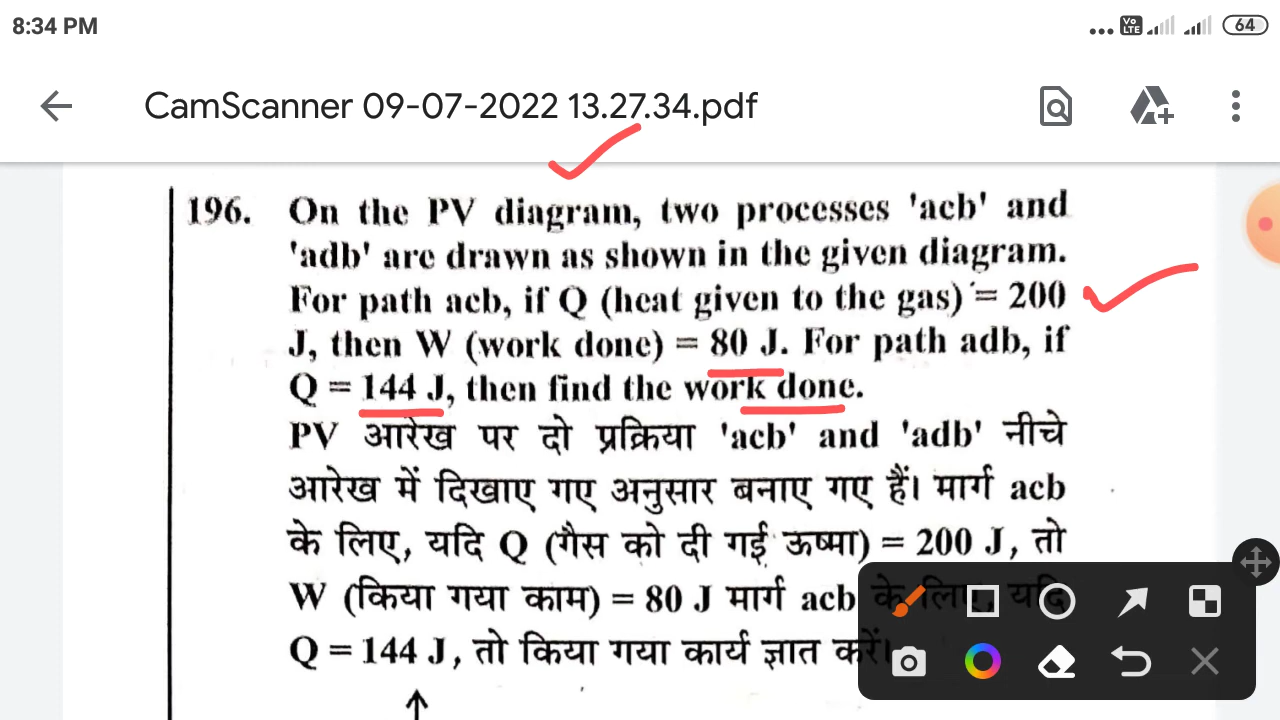 8:34 PM
Vo LTE
64
CamScanner 09-07-2022 13.27.34.pdf
196. On the PV diagram, two processes 'acb' and
'adb' are drawn as shown in the given diagram.
For path acb, if Q (heat given to the gas) = 200
J, then W (work done) = 80 J. For path adb, if
Q = 144 J, then find the work done.
PV आरेख पर दो प्रक्रिया 'acb' and 'adb' नीचे
आरेख में दिखाए गए अनुसार बनाए गए हैं। मार्ग acb
के लिए, यदि Q (गैस को दी गई ऊष्मा) = 200 J, तो
W (किया गया काम) = 80 J मार्ग acb के लिए, यदि
Q = 144 J, तो किया गया कार्य ज्ञात करें।